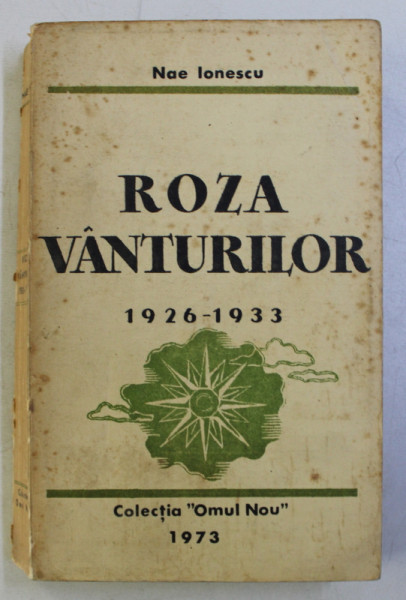 Nae Ionescu
ROZA
VÂNTURILOR
1926-1933
Colecția "Omul Nou"
1973